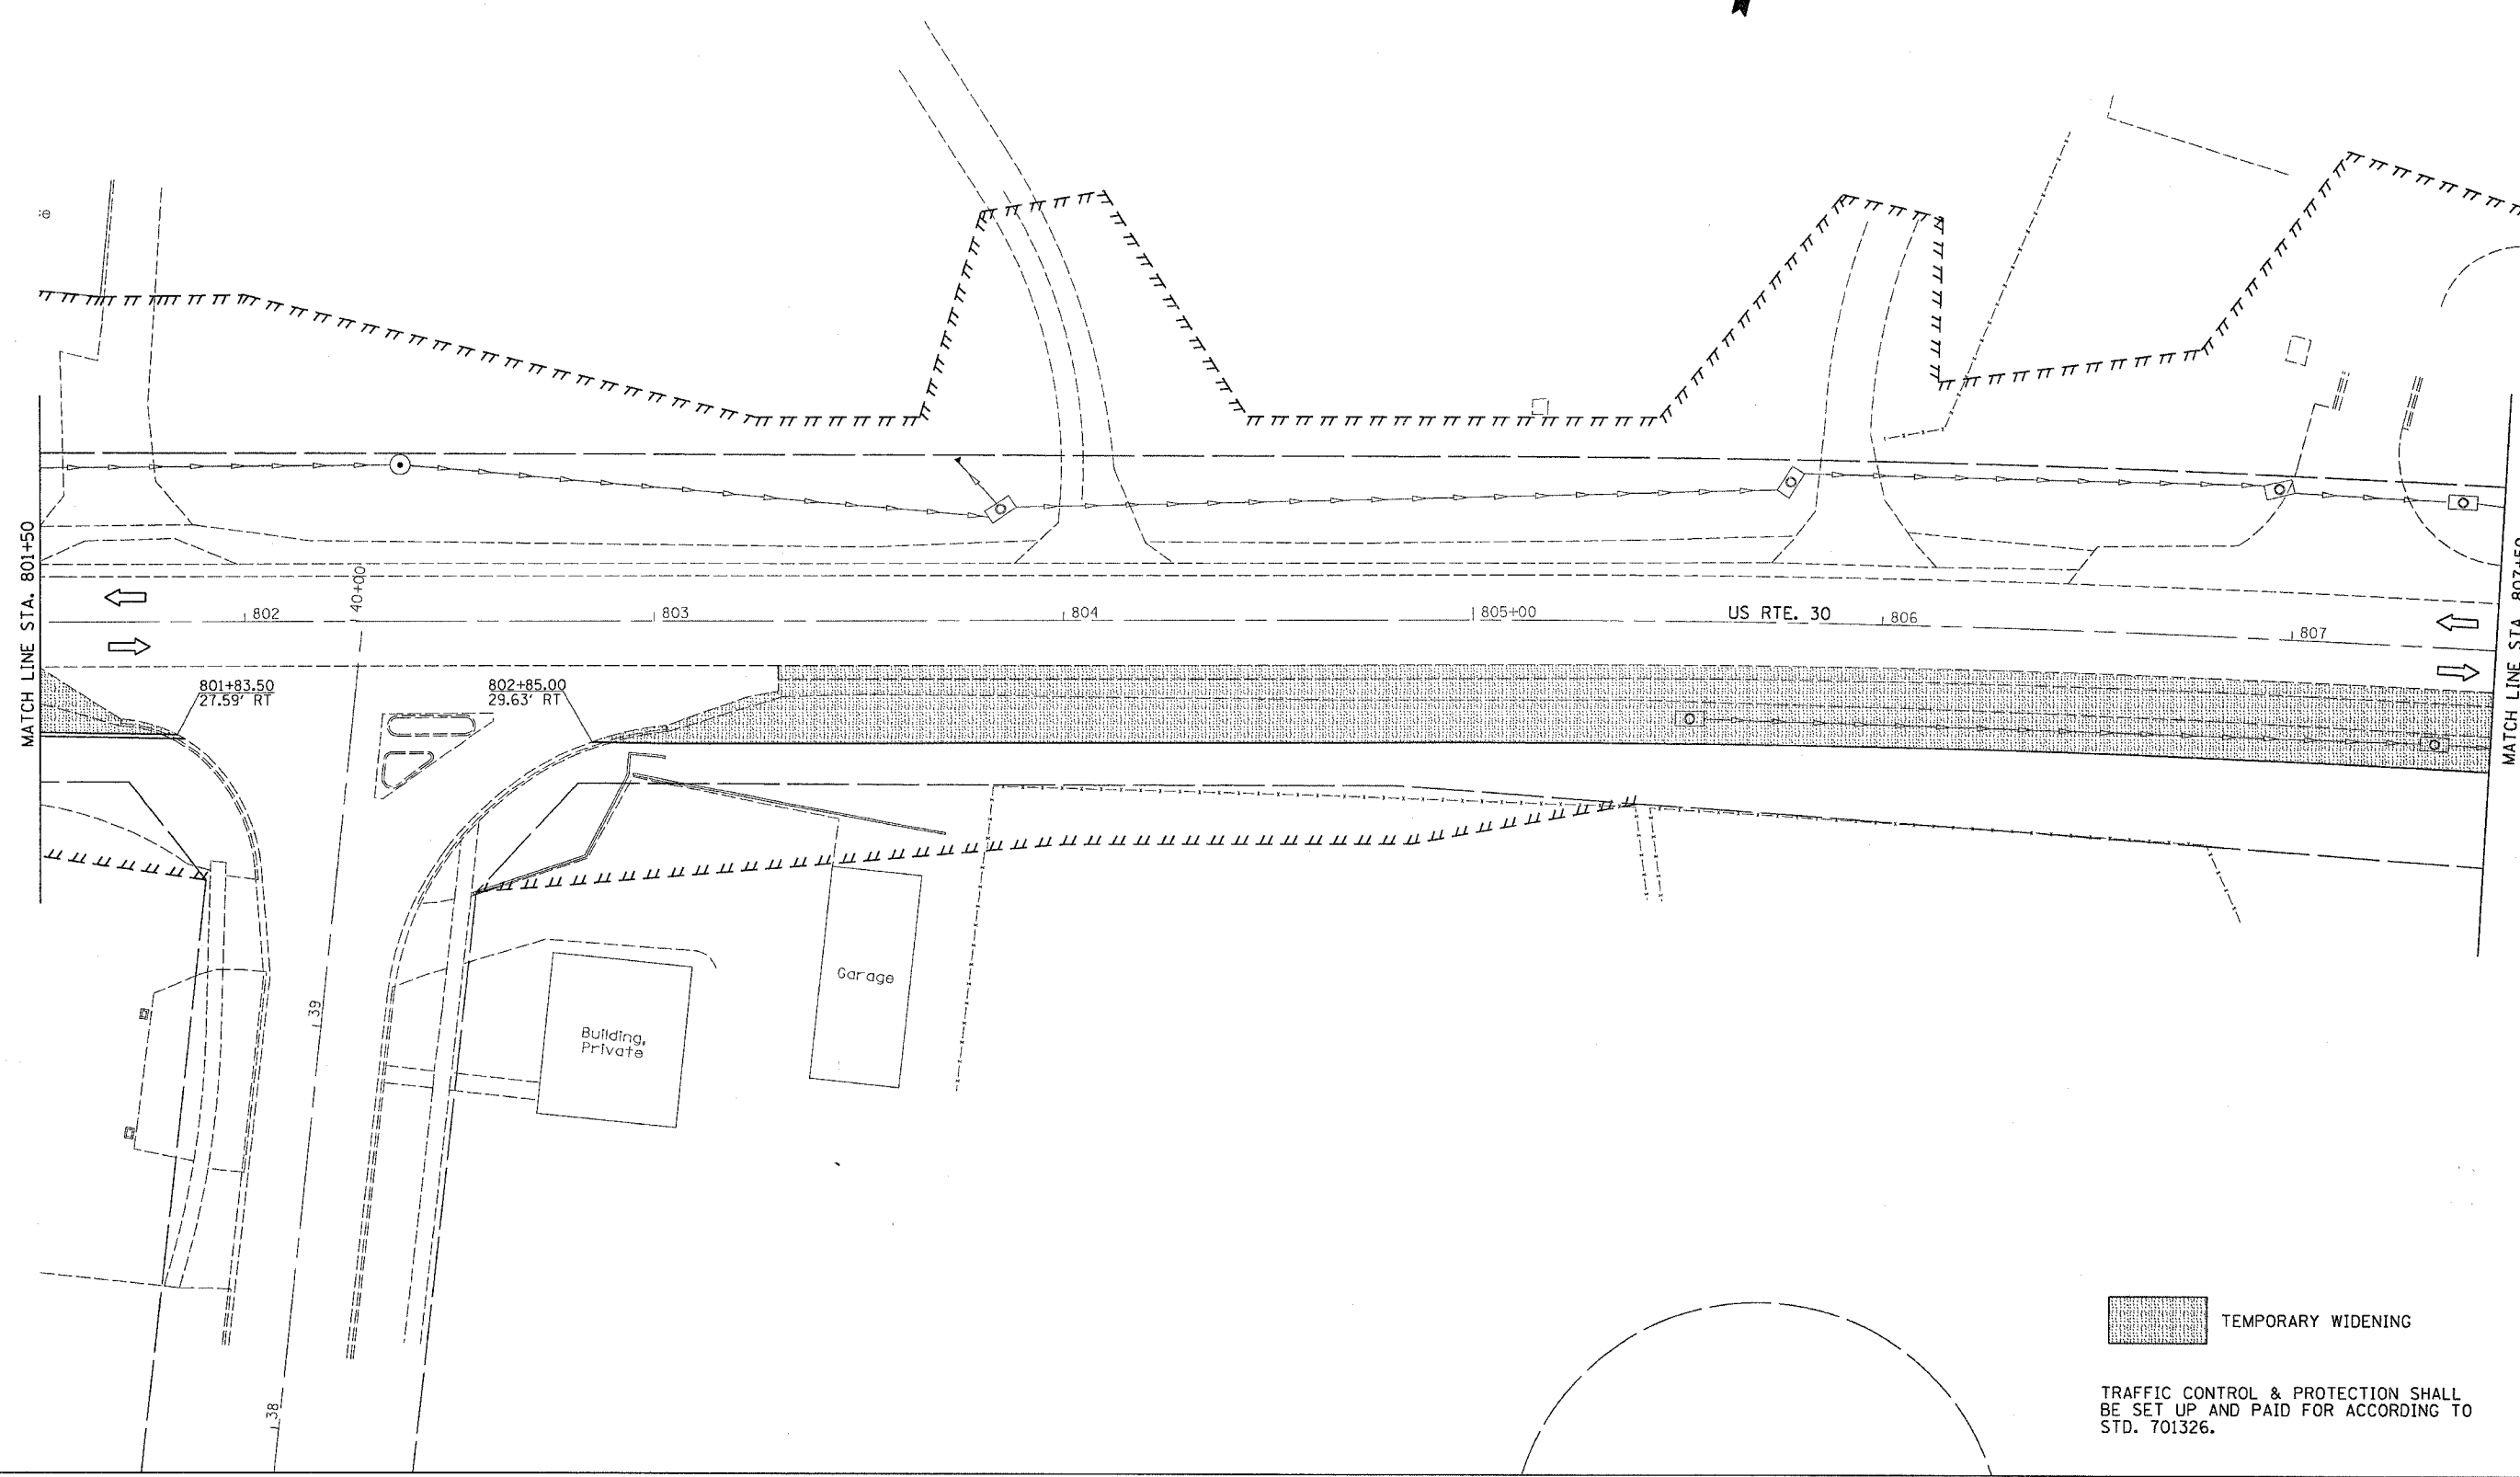 MATCH LINE STA. 801+50
802
40+00
803
804
805+00
US RTE. 30
806
807
MATCH LINE STA. 807+50
801+83.50
27.59' RT
802+85.00
29.63' RT
39
38
Building,
Private
Garage
TEMPORARY WIDENING
TRAFFIC CONTROL & PROTECTION SHALL
BE SET UP AND PAID FOR ACCORDING TO
STD. 701326.